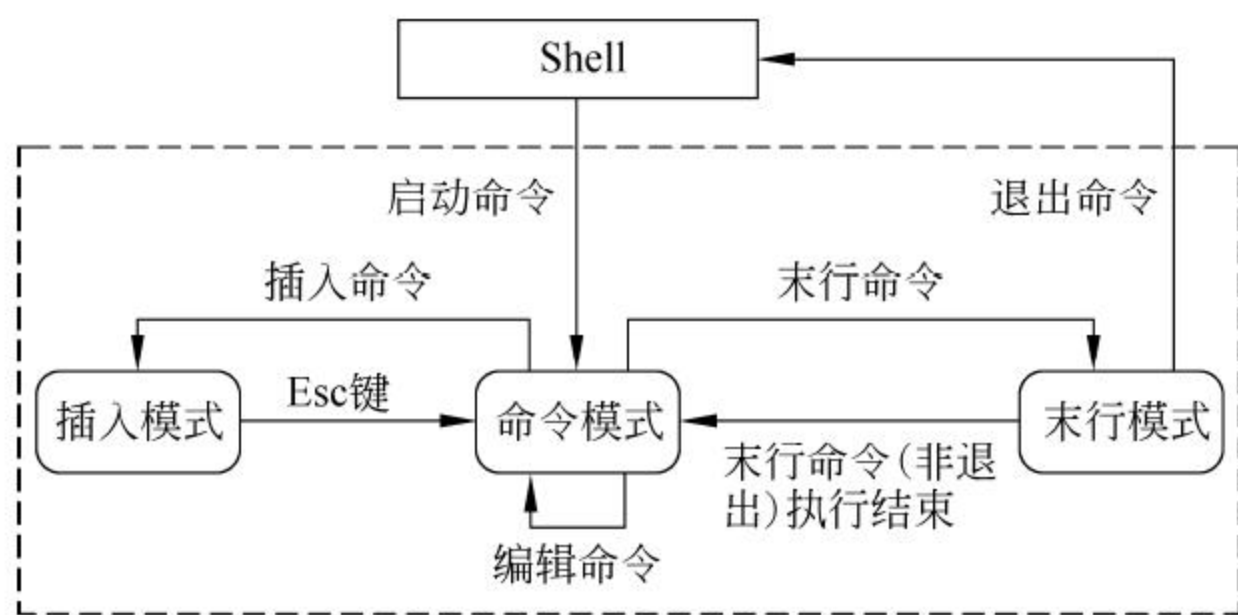 Shell
启动命令
退出命令
插入命令
末行命令
Esc键
插入模式
命令模式
末行模式
末行命令(非退
出)执行结束
编辑命令